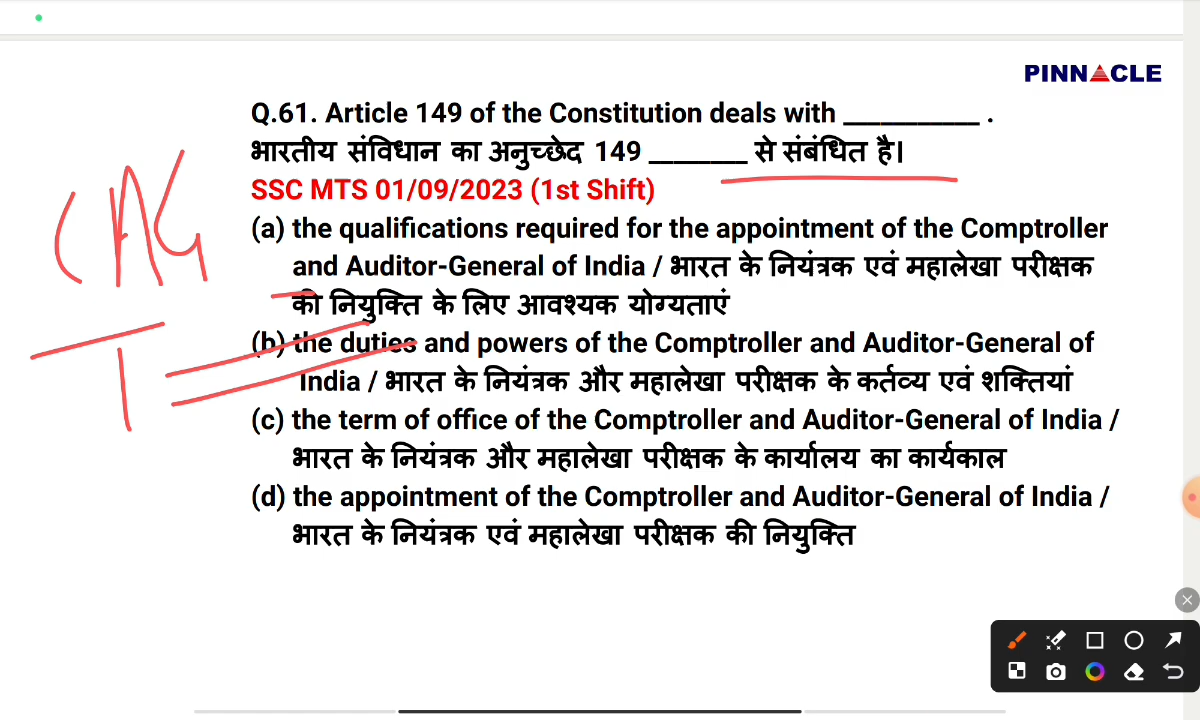 PINNACLE
Q.61. Article 149 of the Constitution deals with ___________ .
भारतीय संविधान का अनुच्छेद 149 ________ से संबंधित है।
SSC MTS 01/09/2023 (1st Shift)
(a) the qualifications required for the appointment of the Comptroller
and Auditor-General of India / भारत के नियंत्रक एवं महालेखा परीक्षक
की नियुक्ति के लिए आवश्यक योग्यताएं
(b) the duties and powers of the Comptroller and Auditor-General of
India / भारत के नियंत्रक और महालेखा परीक्षक के कर्तव्य एवं शक्तियां
(c) the term of office of the Comptroller and Auditor-General of India /
भारत के नियंत्रक और महालेखा परीक्षक के कार्यालय का कार्यकाल
(d) the appointment of the Comptroller and Auditor-General of India /
भारत के नियंत्रक एवं महालेखा परीक्षक की नियुक्ति
CAG